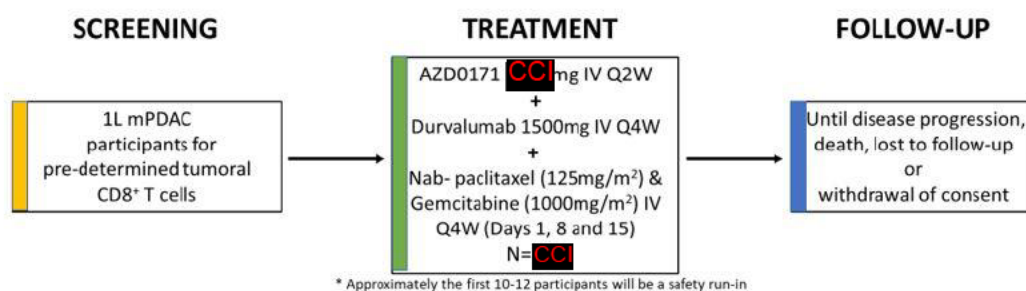 SCREENING
1L mPDAC
participants for
pre-determined tumoral
CD8⁺ T cells
TREATMENT
AZD0171 CCI mg IV Q2W
+
Durvalumab 1500mg IV Q4W
+
Nab- paclitaxel (125mg/m²) &
Gemcitabine (1000mg/m²) IV
Q4W (Days 1, 8 and 15)
N=CCI
* Approximately the first 10-12 participants will be a safety run-in
FOLLOW-UP
Until disease progression,
death, lost to follow-up
or
withdrawal of consent